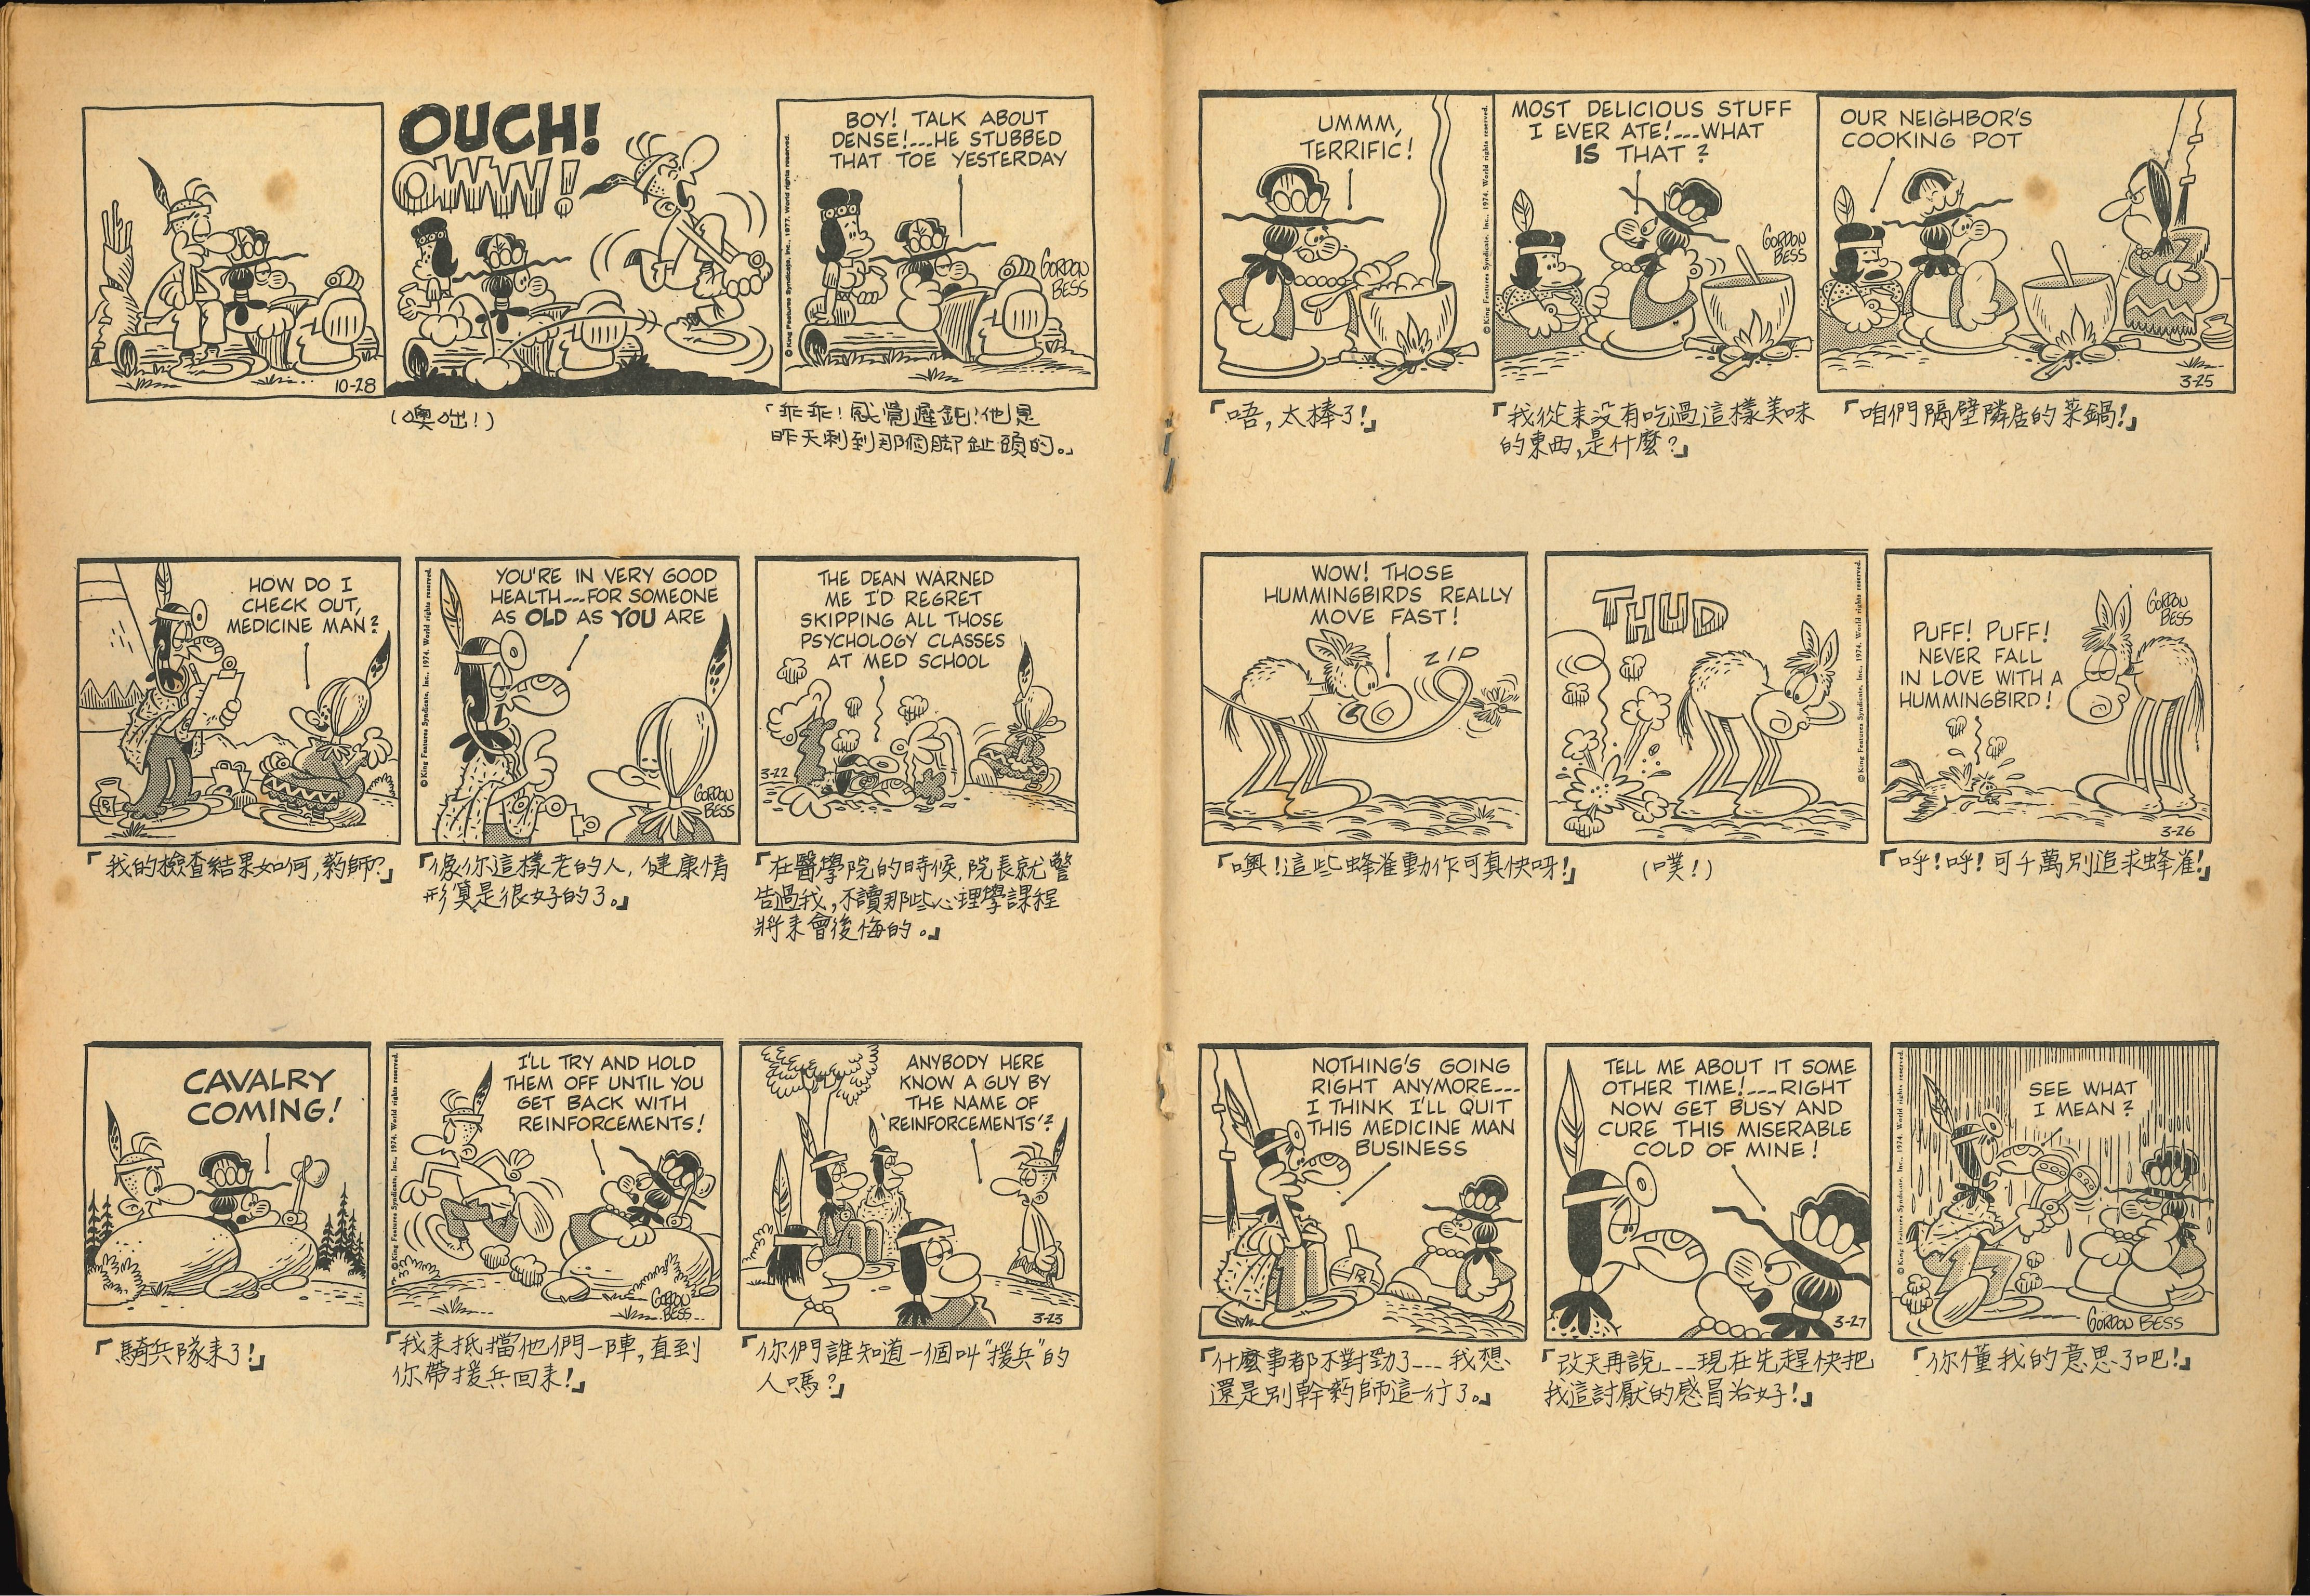 OUCH!
OWW!
BOY! TALK ABOUT
DENSE!...HE STUBBED
THAT TOE YESTERDAY
GORDON
BESS
10-28
© King Features Syndicate, Inc., 1977. World rights reserved.
(噢咄!)
「乖乖!感覺遲鈍!他是
昨天刺到那個脚趾頭的。」
HOW DO I
CHECK OUT,
MEDICINE MAN?
YOU'RE IN VERY GOOD
HEALTH...FOR SOMEONE
AS OLD AS YOU ARE
THE DEAN WARNED
ME I'D REGRET
SKIPPING ALL THOSE
PSYCHOLOGY CLASSES
AT MED SCHOOL
© King Features Syndicate, Inc., 1974. World rights reserved.
GORDON
BESS
3-22
「我的檢查結果如何,葯師?」
「像你這樣老的人,健康情
形算是很好的了。」
「在醫學院的時候,院長就警
告過我,不讀那些心理學課程
將来會後悔的。」
CAVALRY
COMING!
I'LL TRY AND HOLD
THEM OFF UNTIL YOU
GET BACK WITH
REINFORCEMENTS!
ANYBODY HERE
KNOW A GUY BY
THE NAME OF
'REINFORCEMENTS'?
© King Features Syndicate, Inc., 1974. World rights reserved.
GORDON
BESS
3-23
「騎兵隊来了!」
「我来抵擋他們一陣,直到
你帶援兵回来!」
「你們誰知道一個叫"援兵"的
人嗎?」
UMMM,
TERRIFIC!
MOST DELICIOUS STUFF
I EVER ATE!...WHAT
IS THAT?
OUR NEIGHBOR'S
COOKING POT
© King Features Syndicate, Inc., 1974. World rights reserved.
GORDON
BESS
3-25
「唔,太棒了!」
「我從来没有吃過這樣美味
的東西,是什麼?」
「咱們隔壁隣居的菜鍋!」
WOW! THOSE
HUMMINGBIRDS REALLY
MOVE FAST!
ZIP
THUD
PUFF! PUFF!
NEVER FALL
IN LOVE WITH A
HUMMINGBIRD!
© King Features Syndicate, Inc., 1974. World rights reserved.
GORDON
BESS
3-26
「噢!這些蜂雀動作可真快呀!」
(噗!)
「呼!呼!可千萬别追求蜂雀!」
NOTHING'S GOING
RIGHT ANYMORE...
I THINK I'LL QUIT
THIS MEDICINE MAN
BUSINESS
TELL ME ABOUT IT SOME
OTHER TIME!...RIGHT
NOW GET BUSY AND
CURE THIS MISERABLE
COLD OF MINE!
SEE WHAT
I MEAN?
3-27
© King Features Syndicate, Inc., 1974. World rights reserved.
GORDON BESS
「什麼事都不對勁了...我想
還是别幹葯師這一行了。」
「改天再說...現在先趕快把
我這討厭的感冒治好!」
「你懂我的意思了吧!」